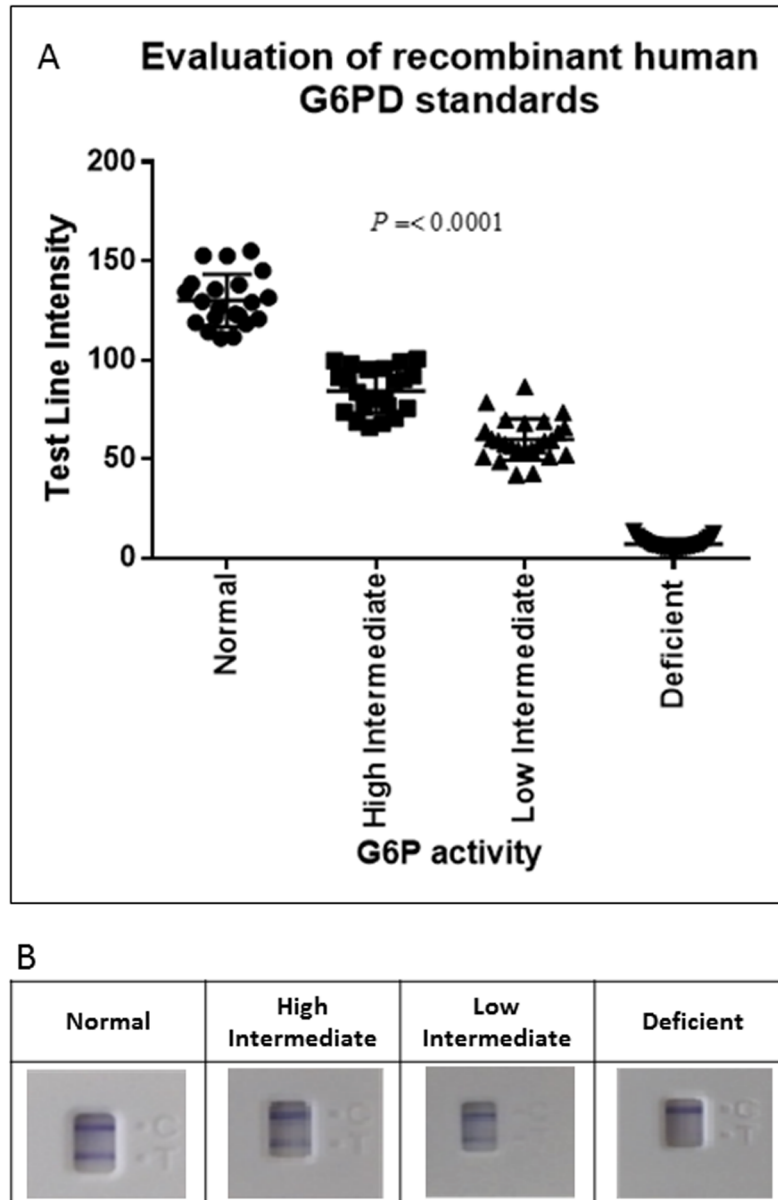 A
Evaluation of recombinant human
G6PD standards
200
150
100
50
0
Test Line Intensity
P =< 0.0001
Normal
High Intermediate
Low Intermediate
Deficient
G6P activity
B
Normal
High
Intermediate
Low
Intermediate
Deficient
C
T
C
T
C
T
C
T